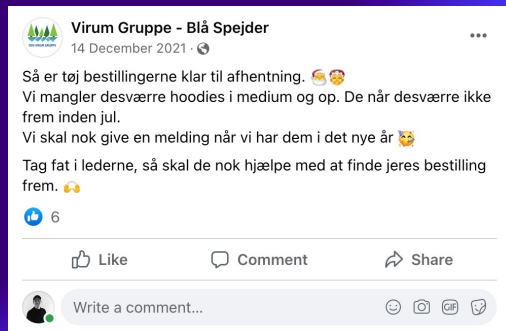 Virum Gruppe - Blå Spejder
14 December 2021 ·
Så er tøj bestillingerne klar til afhentning. 🎅🤶
Vi mangler desværre hoodies i medium og op. De når desværre ikke
frem inden jul.
Vi skal nok give en melding når vi har dem i det nye år 🥳
Tag fat i lederne, så skal de nok hjælpe med at finde jeres bestilling
frem. 🙌
6
Like Comment Share
Write a comment...
GIF